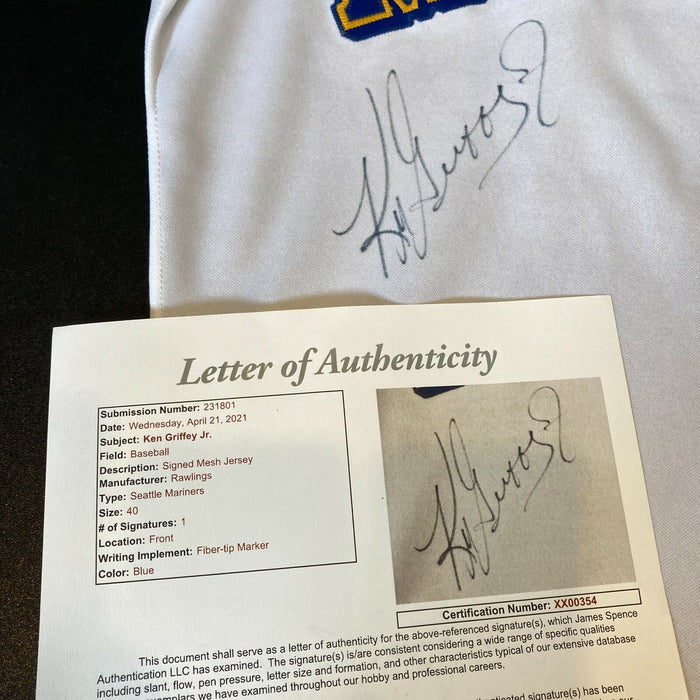 Letter of Authenticity
Submission Number: 231801
Date: Wednesday, April 21, 2021
Subject: Ken Griffey Jr.
Field: Baseball
Description: Signed Mesh Jersey
Manufacturer: Rawlings
Type: Seattle Mariners
Size: 40
# of Signatures: 1
Location: Front
Writing Implement: Fiber-tip Marker
Color: Blue
Certification Number: XX00354
This document shall serve as a letter of authenticity for the above-referenced signature(s), which James Spence
Authentication LLC has examined. The signature(s) is/are consistent considering a wide range of specific qualities
including slant, flow, pen pressure, letter size and formation, and other characteristics typical of our extensive database
we have examined throughout our hobby and professional careers.
signature(s) has been